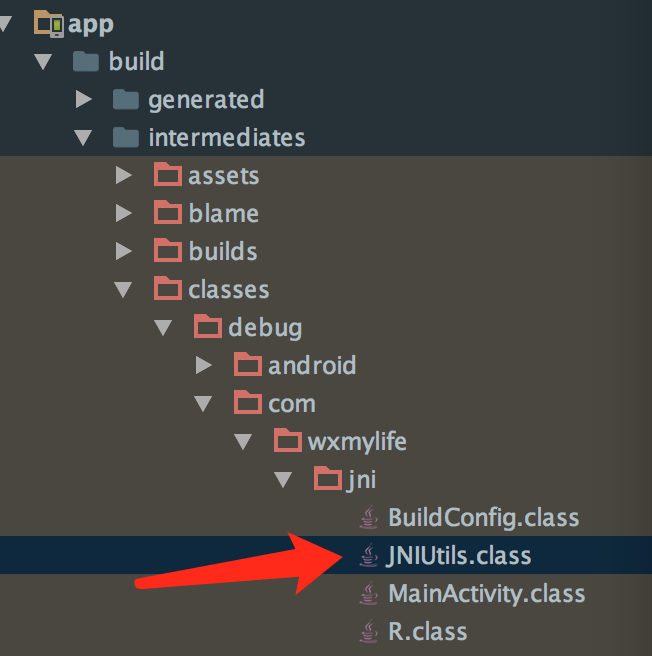 app
build
generated
intermediates
assets
blame
builds
classes
debug
android
com
wxmylife
jni
BuildConfig.class
JNIUtils.class
MainActivity.class
R.class